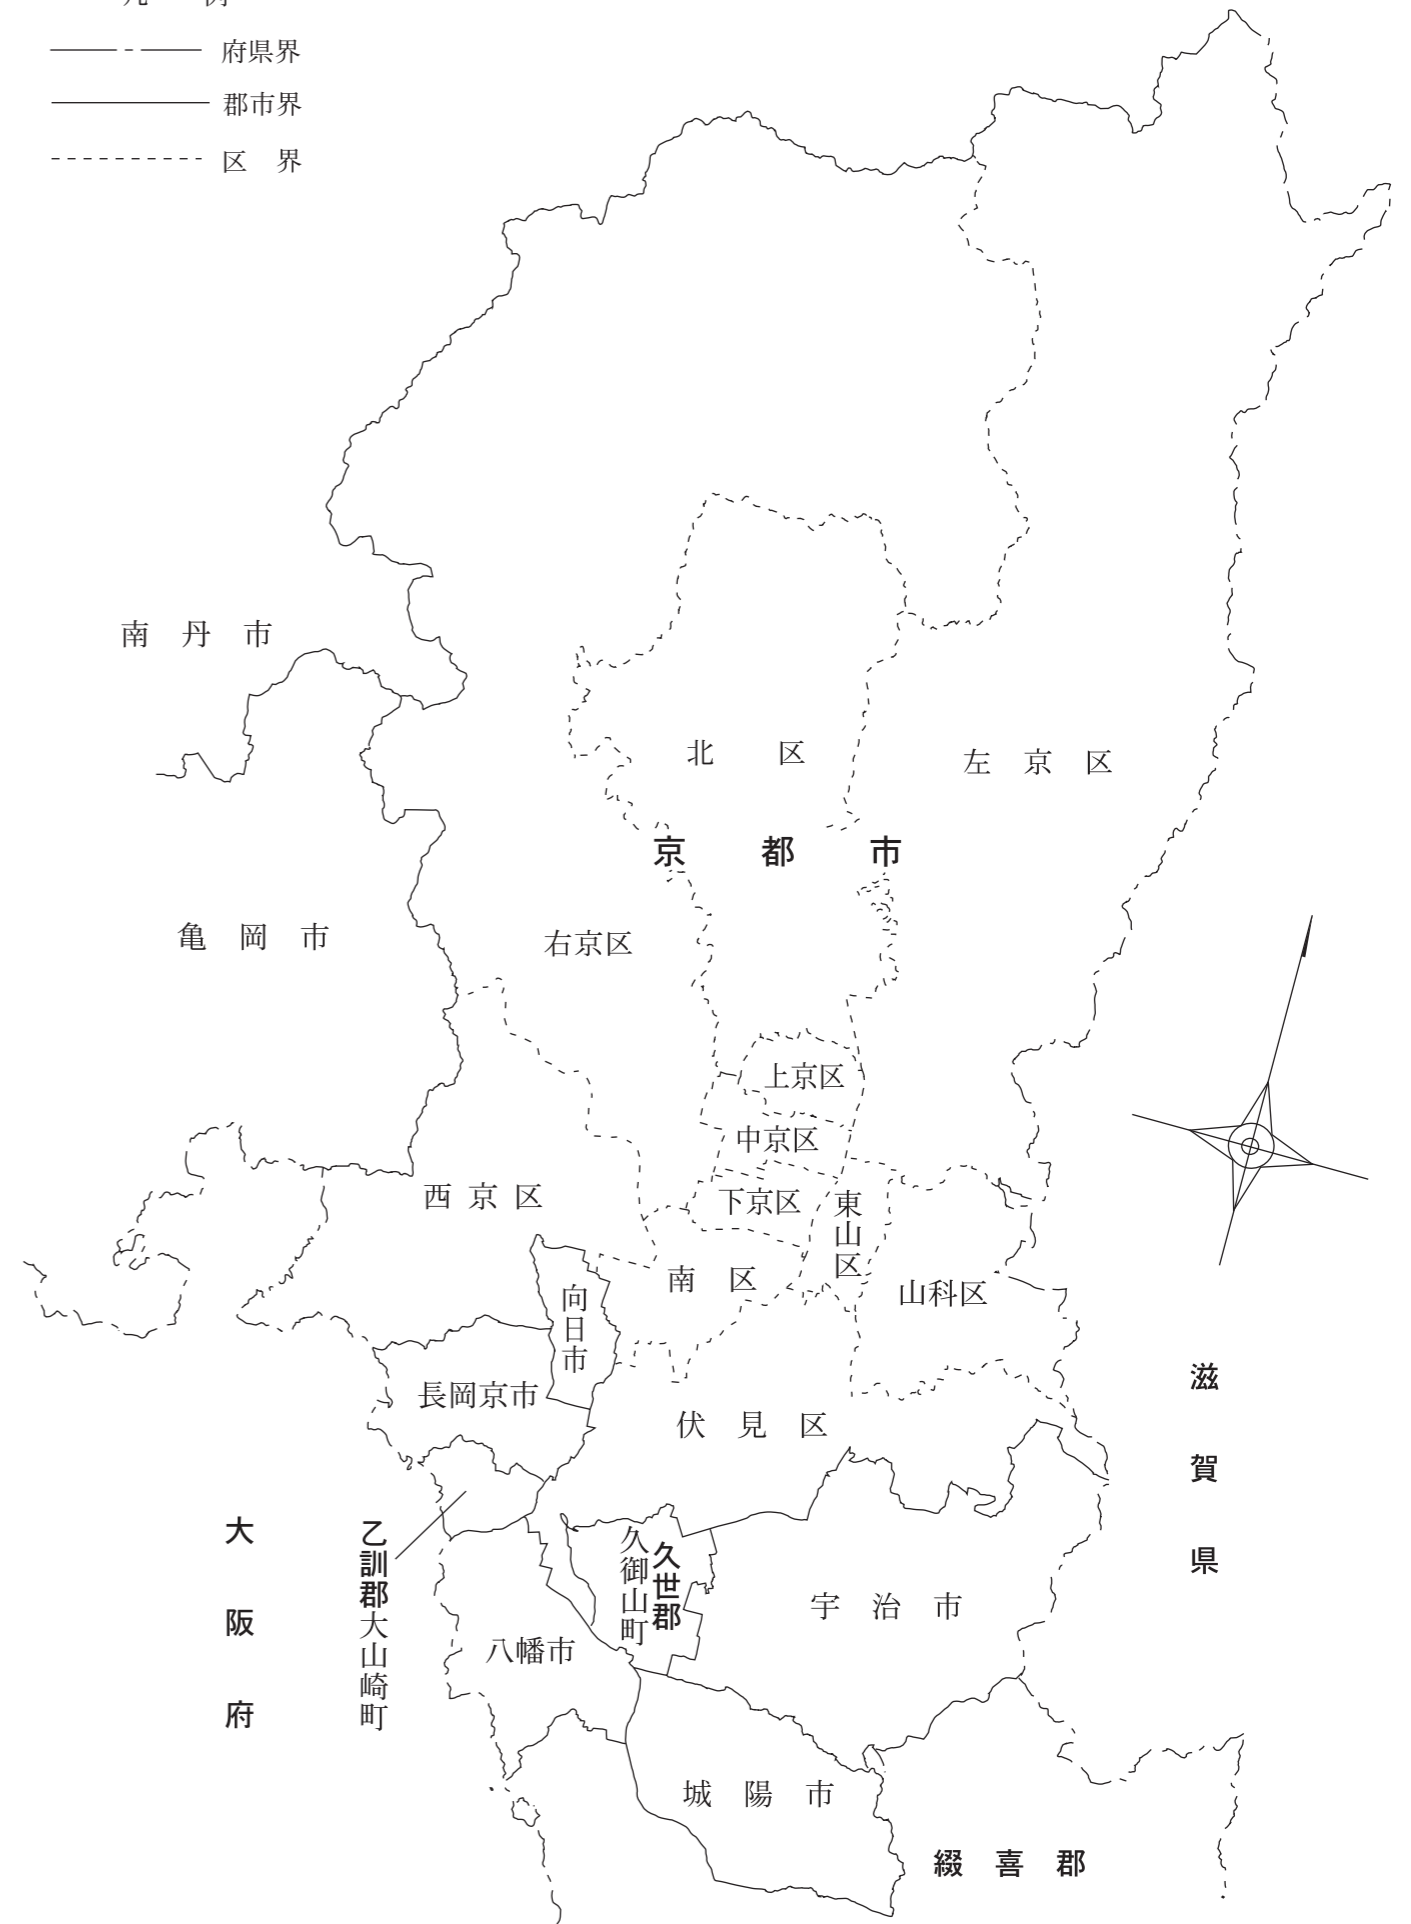 凡 例
府県界
郡市界
区 界
南 丹 市
北 区
左 京 区
京 都 市
亀 岡 市
右京区
上京区
中京区
西 京 区
下京区
東山区
南 区
山科区
向日市
長岡京市
伏 見 区
滋 賀 県
大 阪 府
乙訓郡大山崎町
久世郡
久御山町
宇 治 市
八幡市
城 陽 市
綴 喜 郡